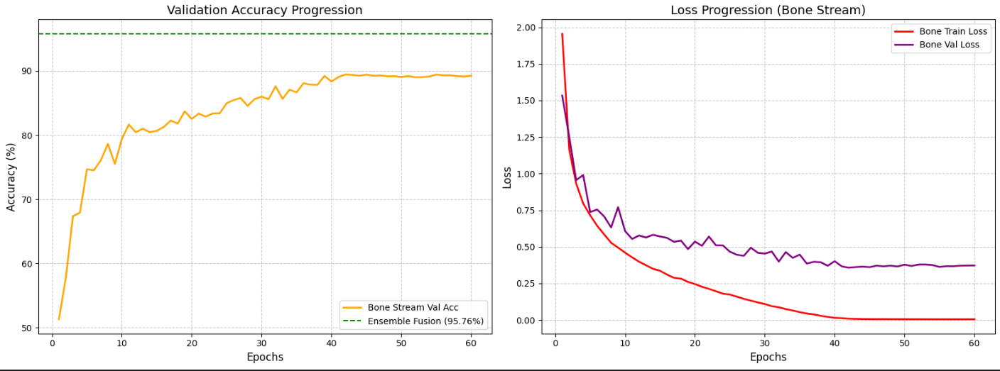 Validation Accuracy Progression
Accuracy (%)
90
80
70
60
50
Bone Stream Val Acc
Ensemble Fusion (95.76%)
0 10 20 30 40 50 60
Epochs
Loss Progression (Bone Stream)
Loss
2.00
1.75
1.50
1.25
1.00
0.75
0.50
0.25
0.00
Bone Train Loss
Bone Val Loss
0 10 20 30 40 50 60
Epochs